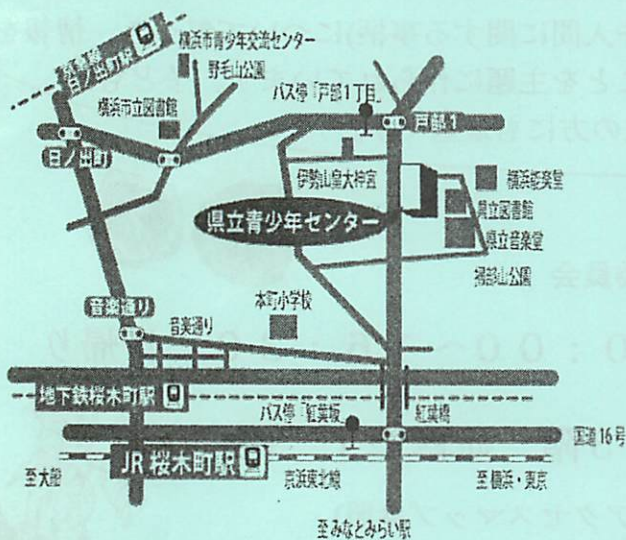 京急線
日ノ出町駅
横浜市青少年交流センター
野毛山公園
横浜市立図書館
バス停「戸部1丁目」
戸部1
日ノ出町
伊勢山皇大神宮
横浜能楽堂
県立図書館
県立青少年センター
県立音楽堂
掃部山公園
音楽通り
音楽通り
本町小学校
地下鉄桜木町駅
バス停「紅葉坂」
紅葉橋
国道16号
JR 桜木町駅
至大船
京浜東北線
至横浜・東京
至みなとみらい駅